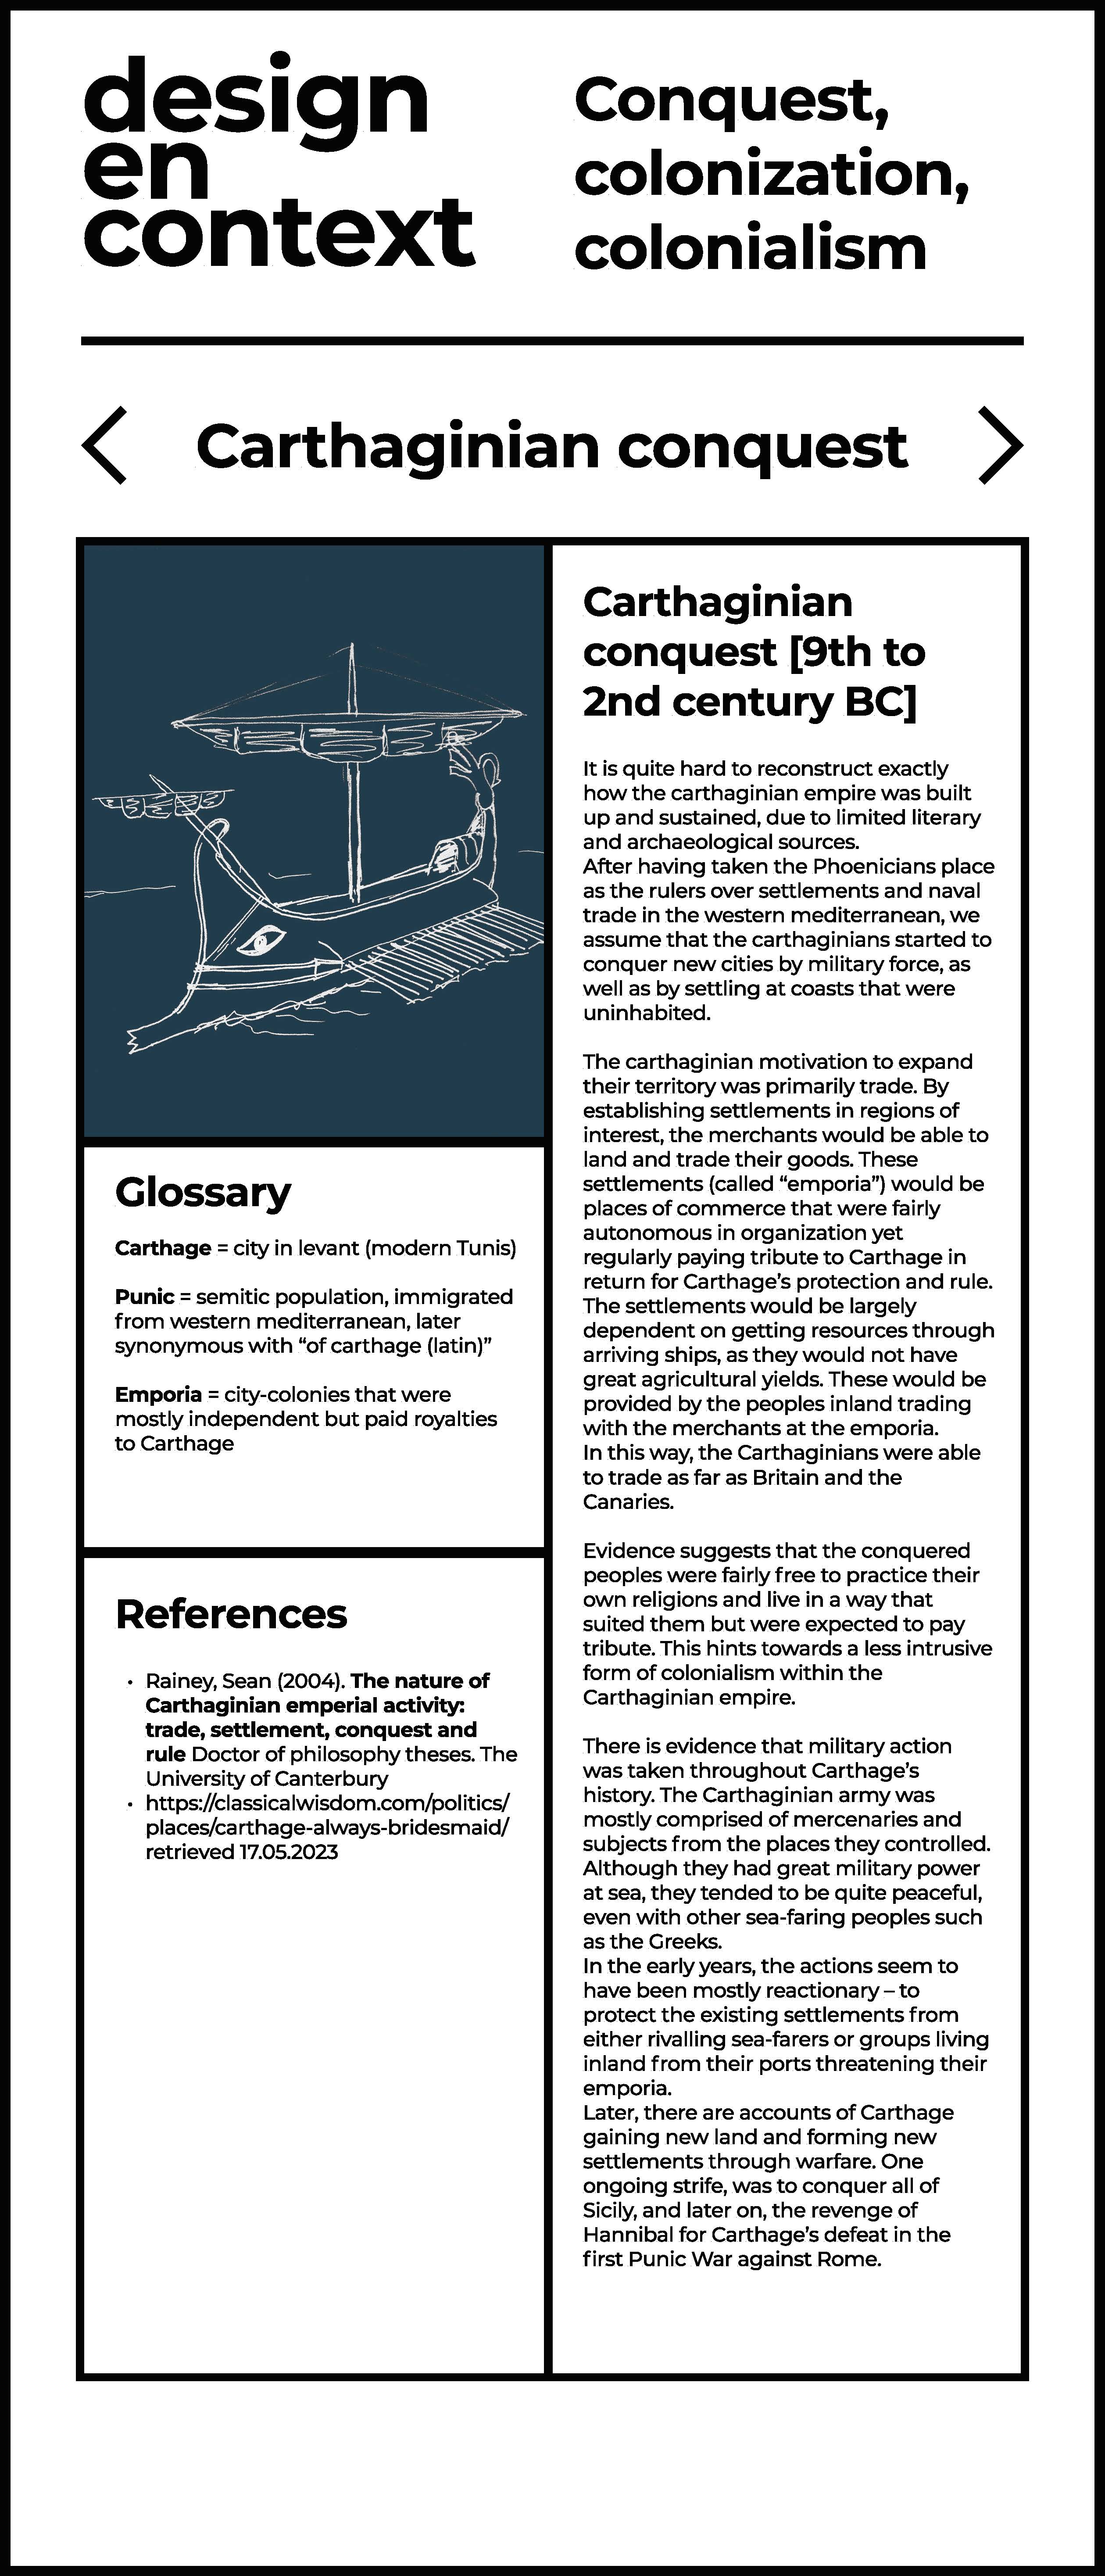 design
en
context
Conquest,
colonization,
colonialism
Carthaginian conquest
Glossary
Carthage = city in levant (modern Tunis)
Punic = semitic population, immigrated
from western mediterranean, later
synonymous with “of carthage (latin)”
Emporia = city-colonies that were
mostly independent but paid royalties
to Carthage
References
• Rainey, Sean (2004). The nature of
Carthaginian emperial activity:
trade, settlement, conquest and
rule Doctor of philosophy theses. The
University of Canterbury
• https://classicalwisdom.com/politics/
places/carthage-always-bridesmaid/
retrieved 17.05.2023
Carthaginian
conquest [9th to
2nd century BC]
It is quite hard to reconstruct exactly
how the carthaginian empire was built
up and sustained, due to limited literary
and archaeological sources.
After having taken the Phoenicians place
as the rulers over settlements and naval
trade in the western mediterranean, we
assume that the carthaginians started to
conquer new cities by military force, as
well as by settling at coasts that were
uninhabited.
The carthaginian motivation to expand
their territory was primarily trade. By
establishing settlements in regions of
interest, the merchants would be able to
land and trade their goods. These
settlements (called “emporia”) would be
places of commerce that were fairly
autonomous in organization yet
regularly paying tribute to Carthage in
return for Carthage’s protection and rule.
The settlements would be largely
dependent on getting resources through
arriving ships, as they would not have
great agricultural yields. These would be
provided by the peoples inland trading
with the merchants at the emporia.
In this way, the Carthaginians were able
to trade as far as Britain and the
Canaries.
Evidence suggests that the conquered
peoples were fairly free to practice their
own religions and live in a way that
suited them but were expected to pay
tribute. This hints towards a less intrusive
form of colonialism within the
Carthaginian empire.
There is evidence that military action
was taken throughout Carthage’s
history. The Carthaginian army was
mostly comprised of mercenaries and
subjects from the places they controlled.
Although they had great military power
at sea, they tended to be quite peaceful,
even with other sea-faring peoples such
as the Greeks.
In the early years, the actions seem to
have been mostly reactionary – to
protect the existing settlements from
either rivalling sea-farers or groups living
inland from their ports threatening their
emporia.
Later, there are accounts of Carthage
gaining new land and forming new
settlements through warfare. One
ongoing strife, was to conquer all of
Sicily, and later on, the revenge of
Hannibal for Carthage’s defeat in the
first Punic War against Rome.